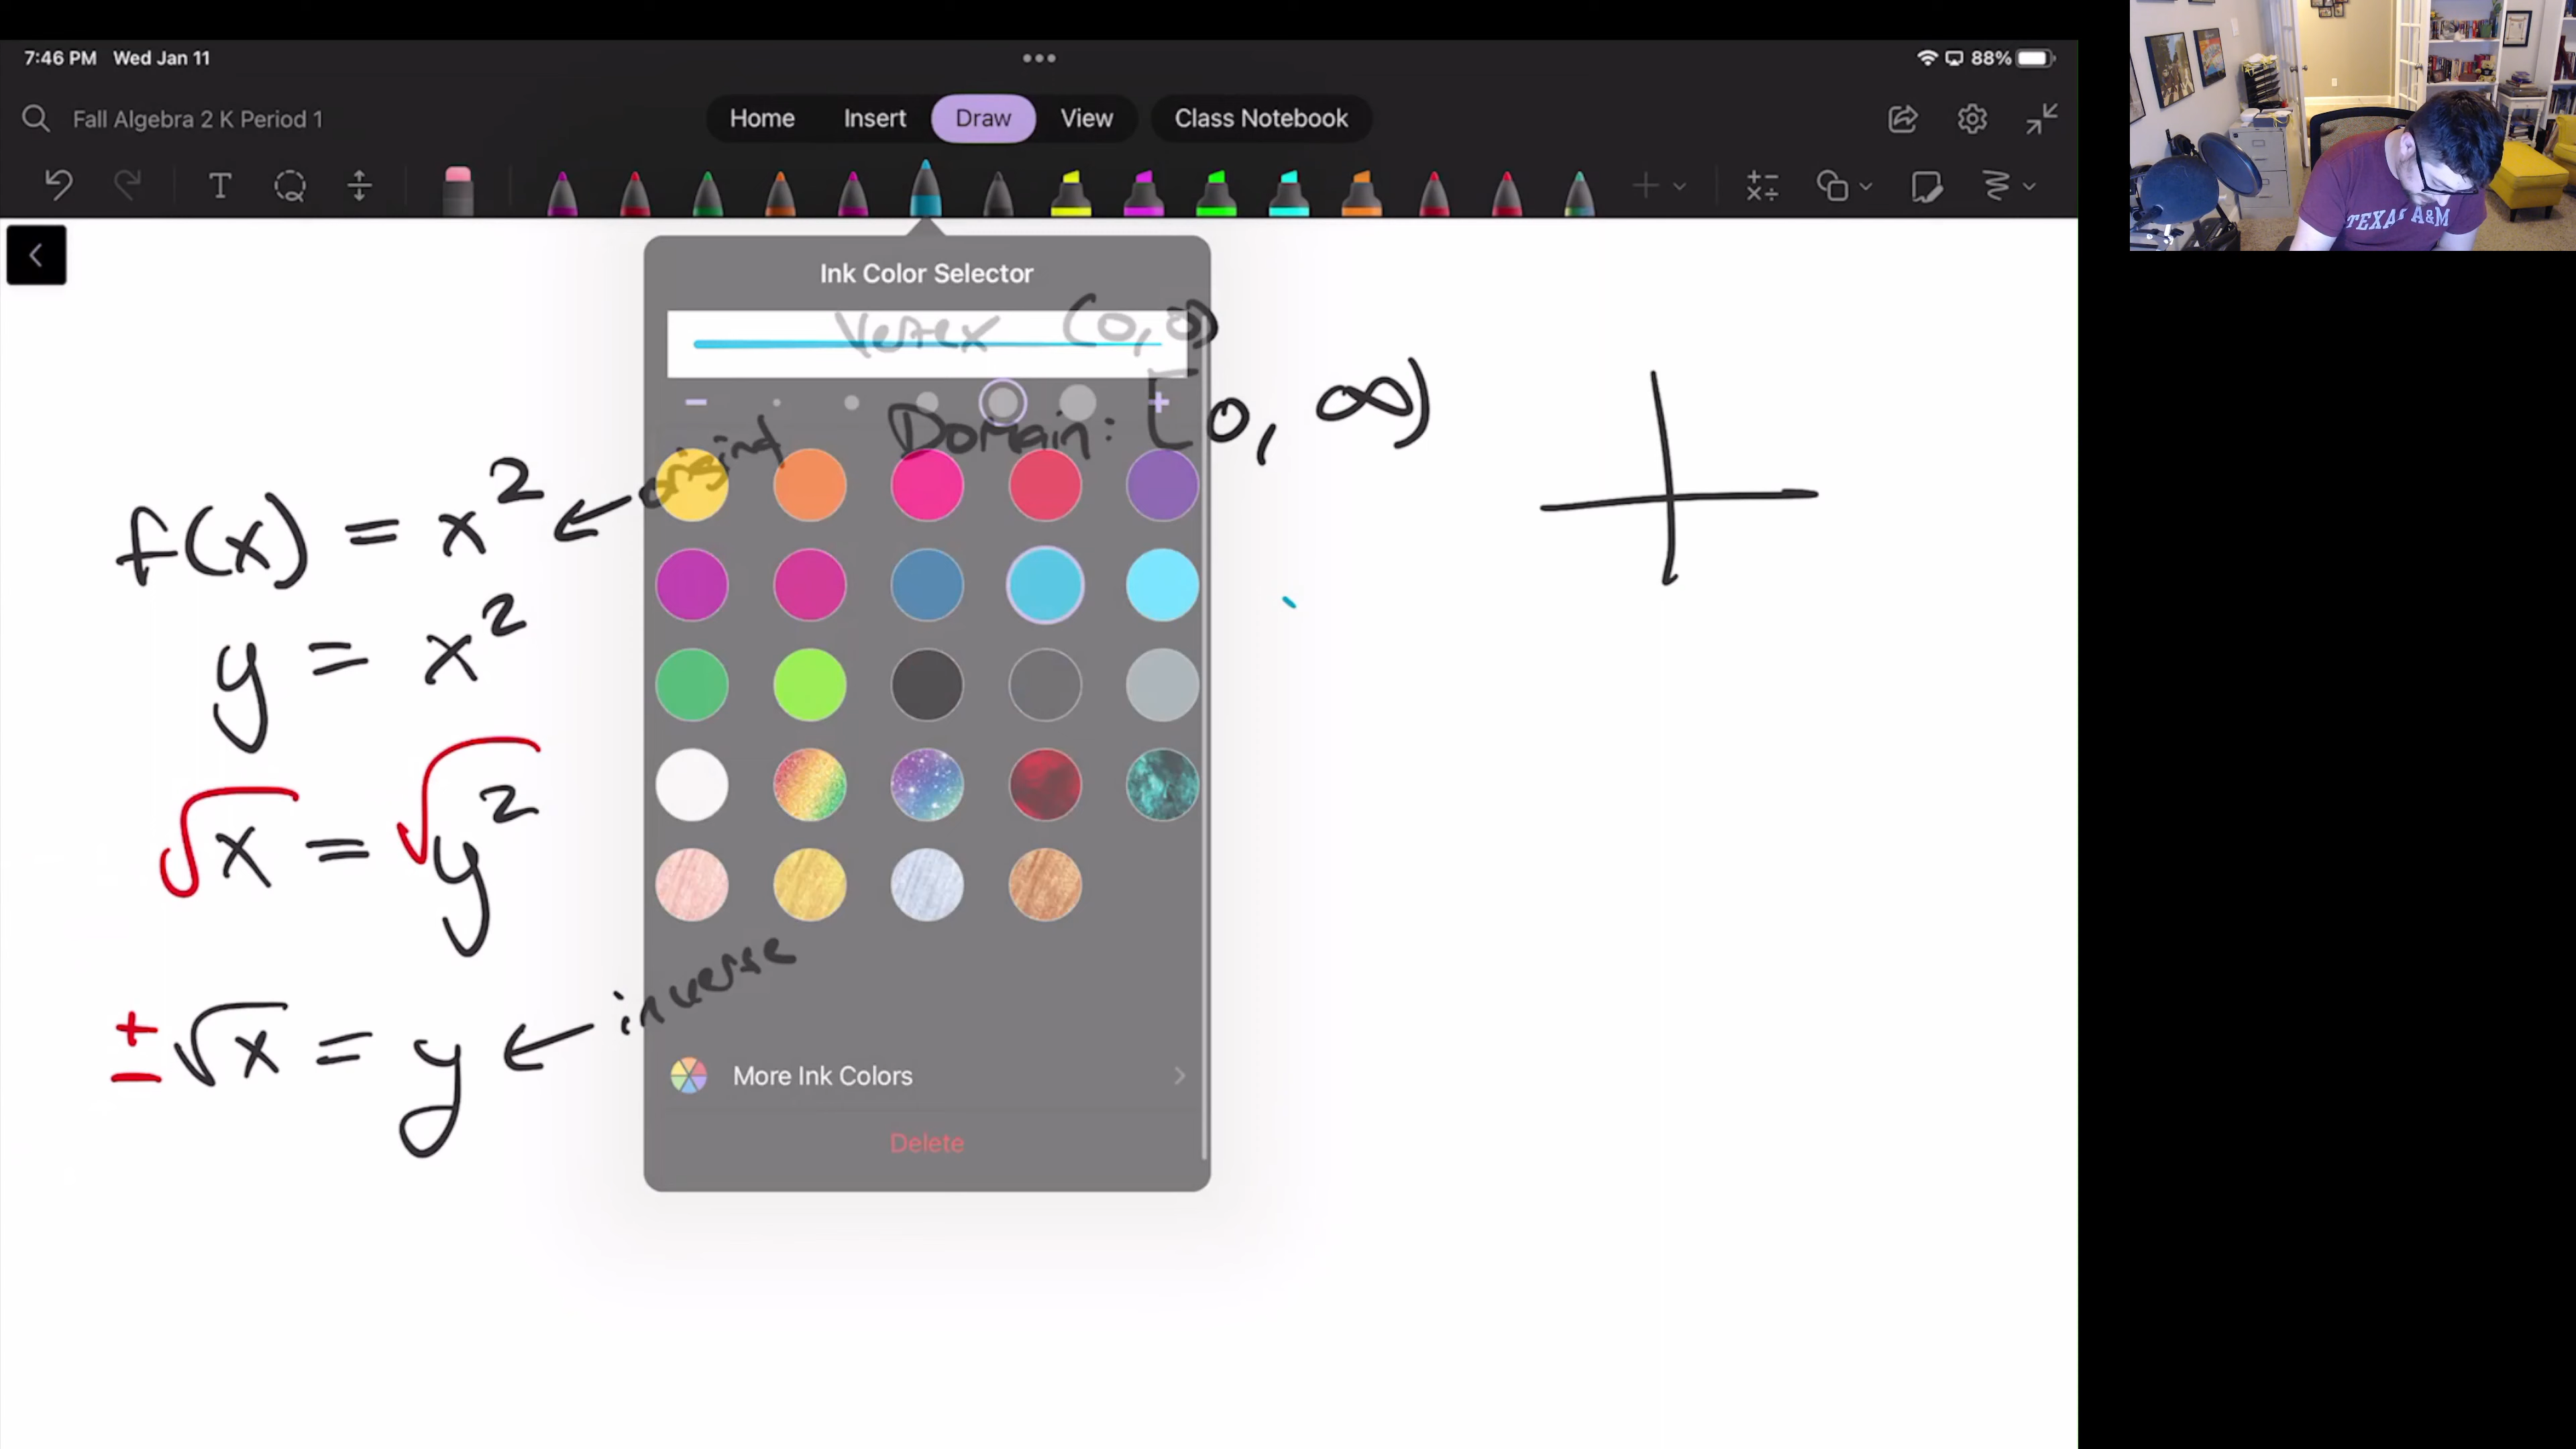 7:46 PM Wed Jan 11
88%
Fall Algebra 2 K Period 1
Home Insert Draw View Class Notebook
T
Ink Color Selector
Vertex (0,0)
Domain: [0, ∞)
f(x) = x² ← original
y = x²
√x = √y²
± √x = y ← inverse
More Ink Colors
Delete
TEXAS A&M